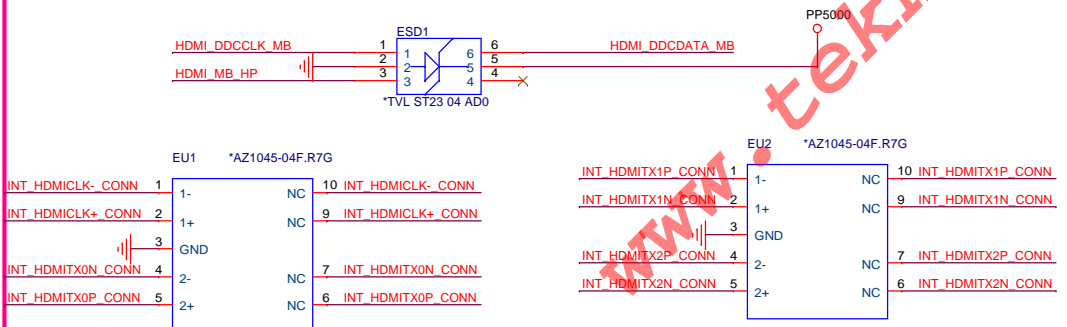 PP5000
ESD1
HDMI_DDCCLK_MB 1 1 6 6 HDMI_DDCDATA_MB
2 2 5 5
HDMI_MB_HP 3 3 4 4
*TVL ST23 04 AD0
EU1 *AZ1045-04F.R7G
INT_HDMICLK-_CONN 1 1- NC 10 INT_HDMICLK-_CONN
INT_HDMICLK+_CONN 2 1+ NC 9 INT_HDMICLK+_CONN
3 GND
INT_HDMITX0N_CONN 4 2- NC 7 INT_HDMITX0N_CONN
INT_HDMITX0P_CONN 5 2+ NC 6 INT_HDMITX0P_CONN
EU2 *AZ1045-04F.R7G
INT_HDMITX1P_CONN 1 1- NC 10 INT_HDMITX1P_CONN
INT_HDMITX1N_CONN 2 1+ NC 9 INT_HDMITX1N_CONN
3 GND
INT_HDMITX2P_CONN 4 2- NC 7 INT_HDMITX2P_CONN
INT_HDMITX2N_CONN 5 2+ NC 6 INT_HDMITX2N_CONN
www.tekn